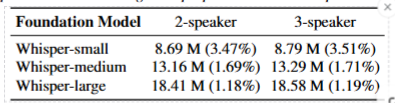 Foundation Model 2-speaker 3-speaker
Whisper-small 8.69 M (3.47%) 8.79 M (3.51%)
Whisper-medium 13.16 M (1.69%) 13.29 M (1.71%)
Whisper-large 18.41 M (1.18%) 18.58 M (1.19%)